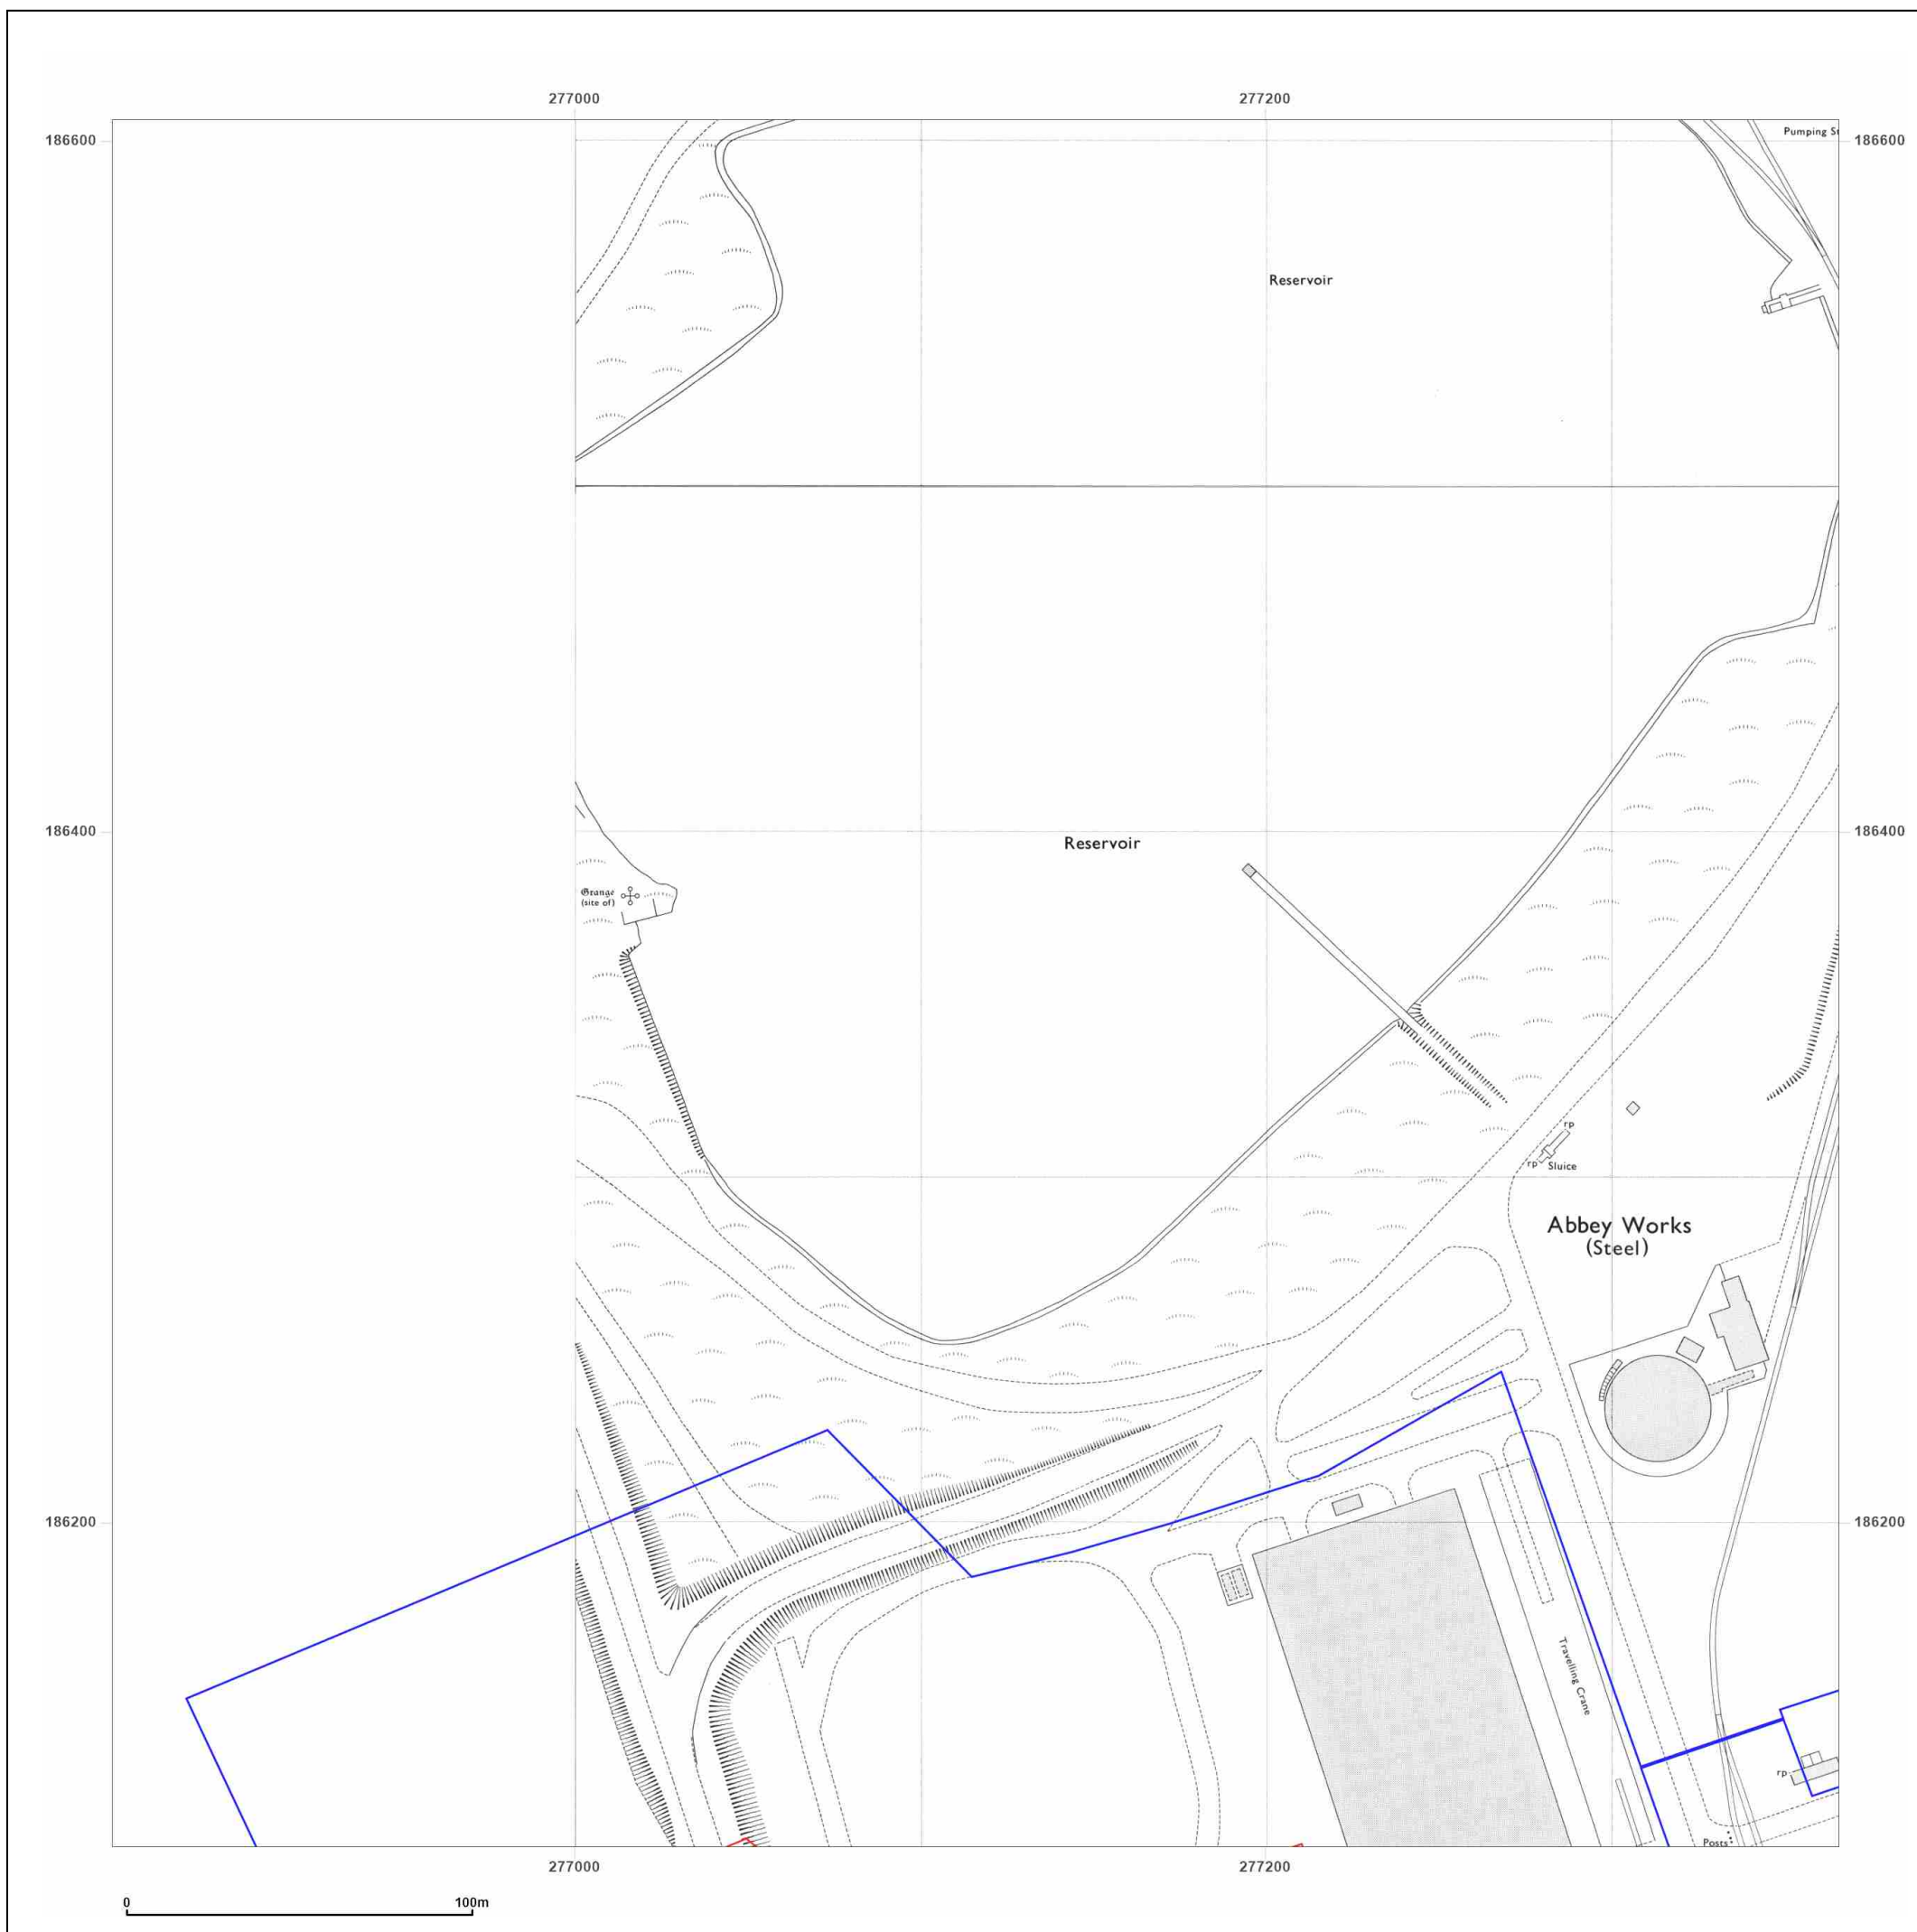 277000
277200
186600
Pumping St
186600
Reservoir
186400
Reservoir
186400
Grange
(site of)
rp
rp
Sluice
Abbey Works
(Steel)
186200
186200
Travelling Crane
rp
Posts
277000
277200
0
100m